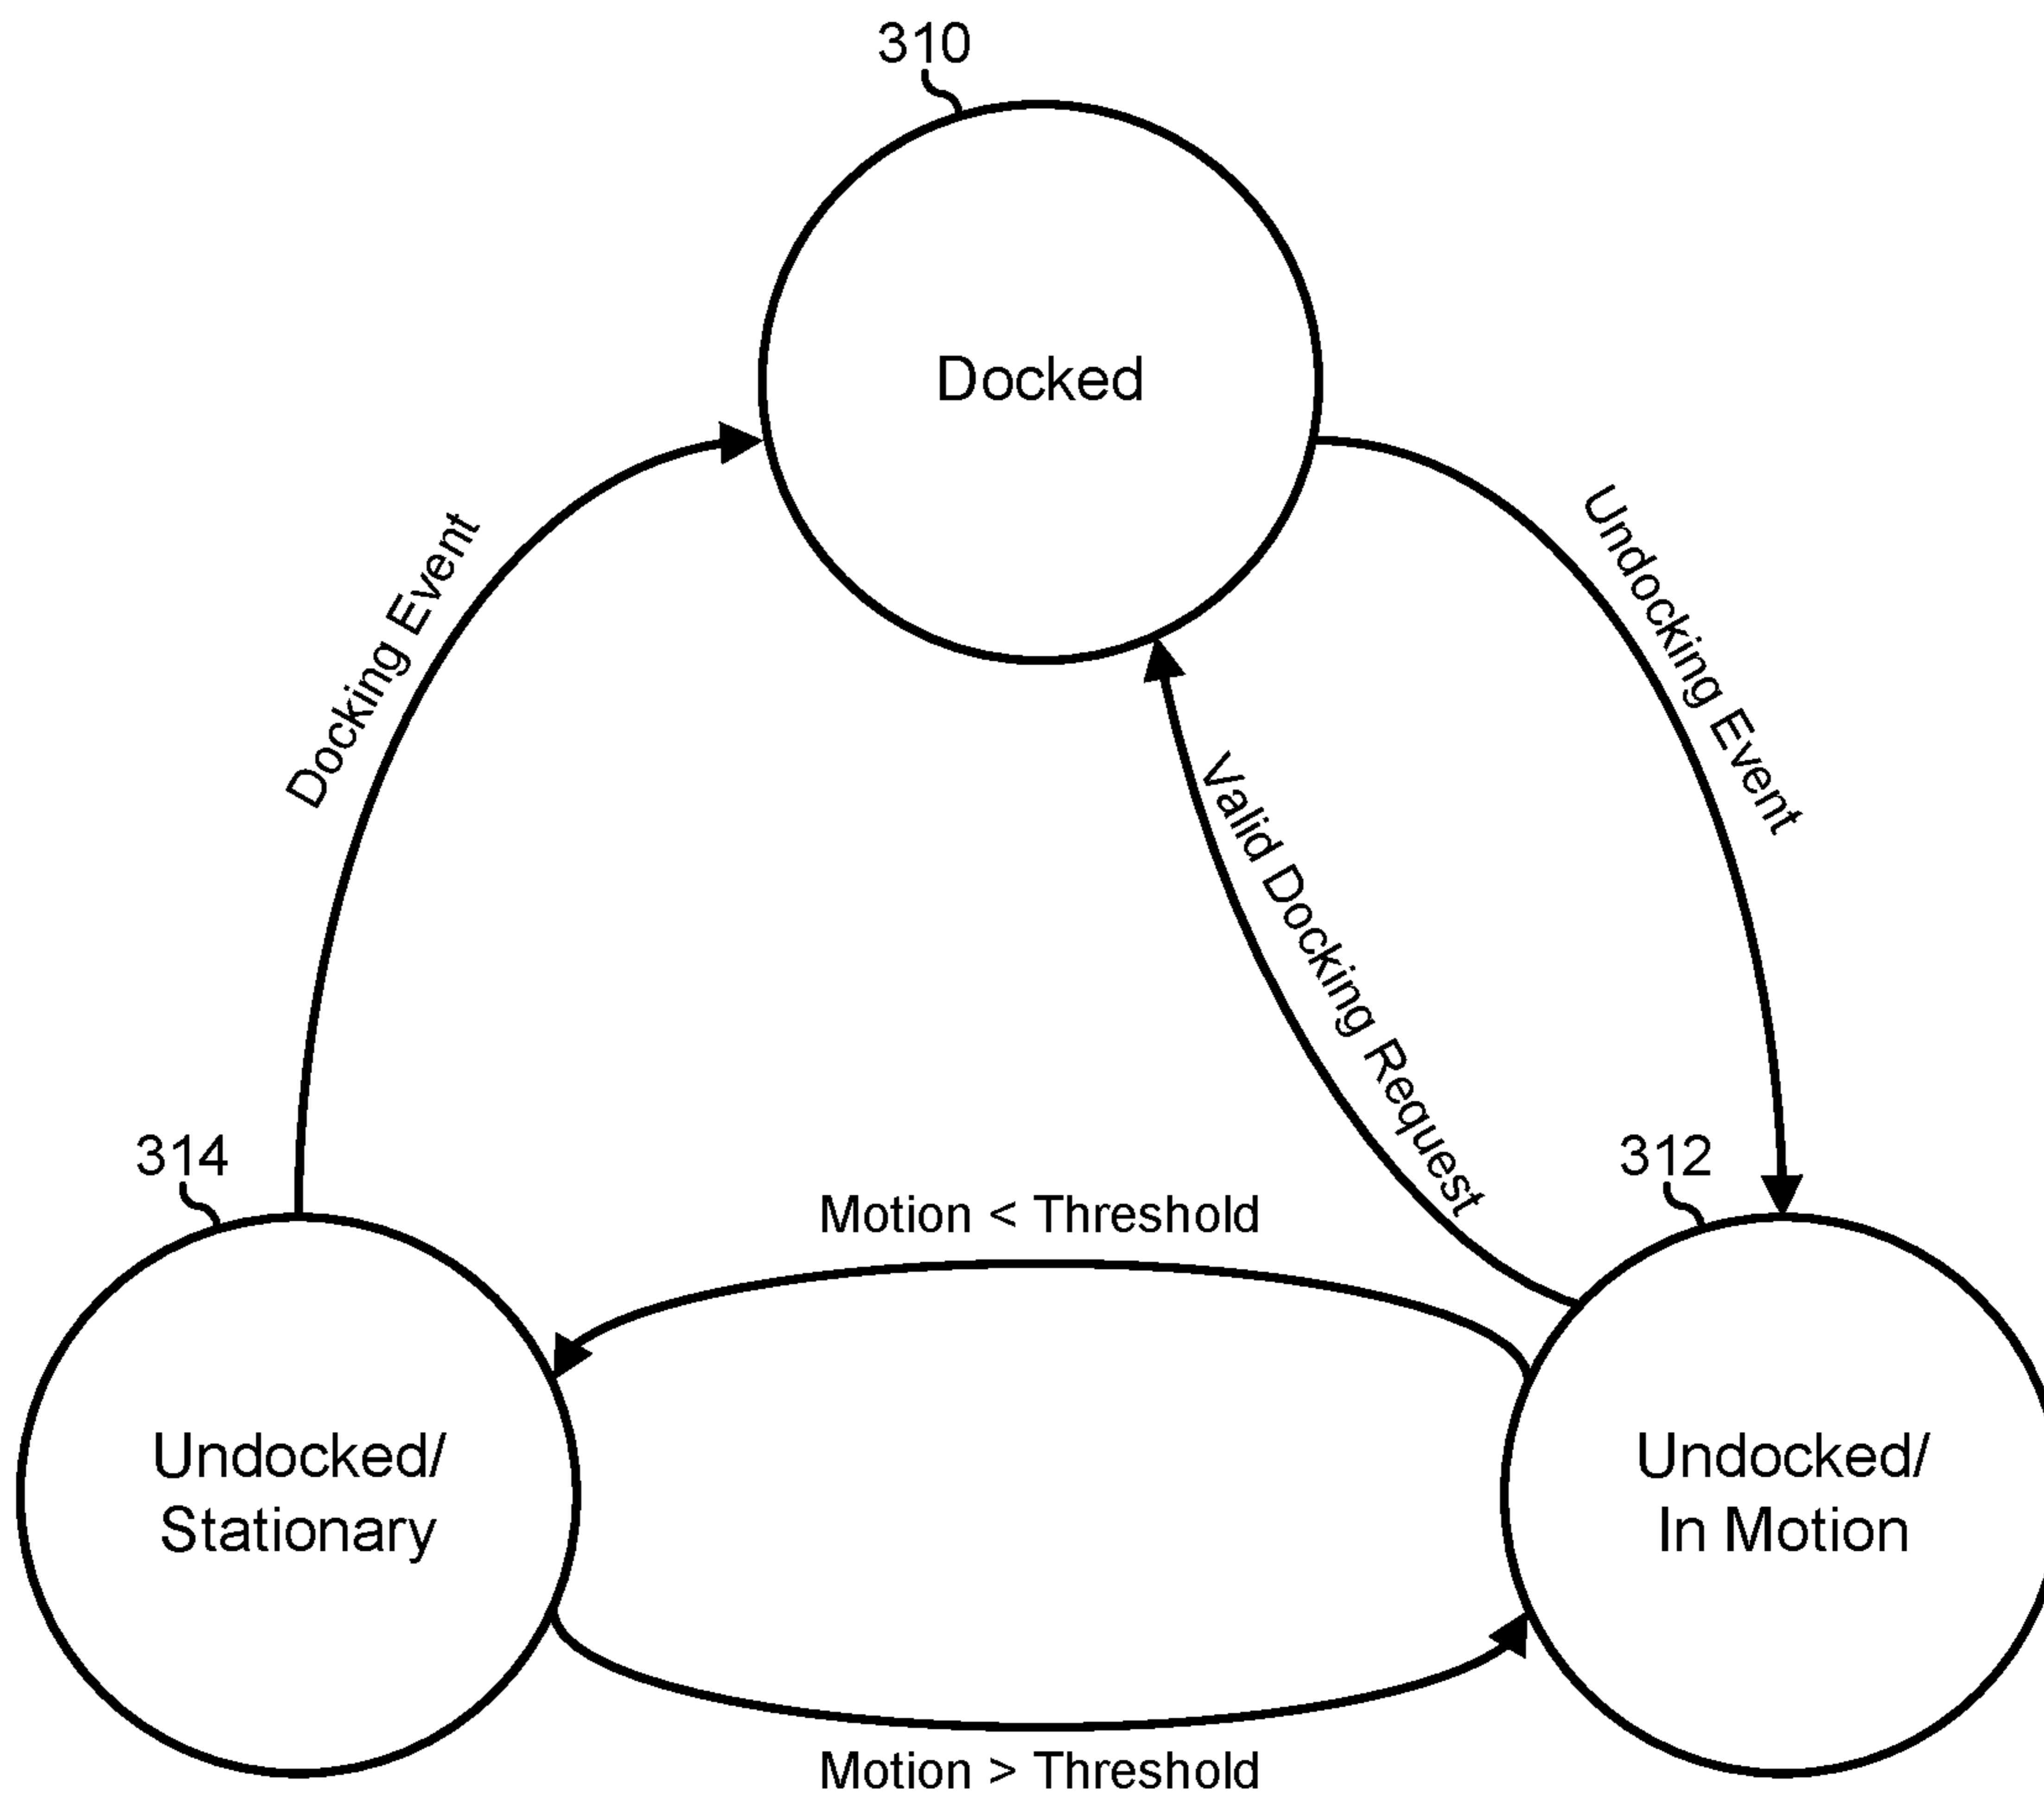 310
Docked
Docking Event
Undocking Event
Valid Docking Request
314
312
Motion < Threshold
Undocked/
Stationary
Undocked/
In Motion
Motion > Threshold